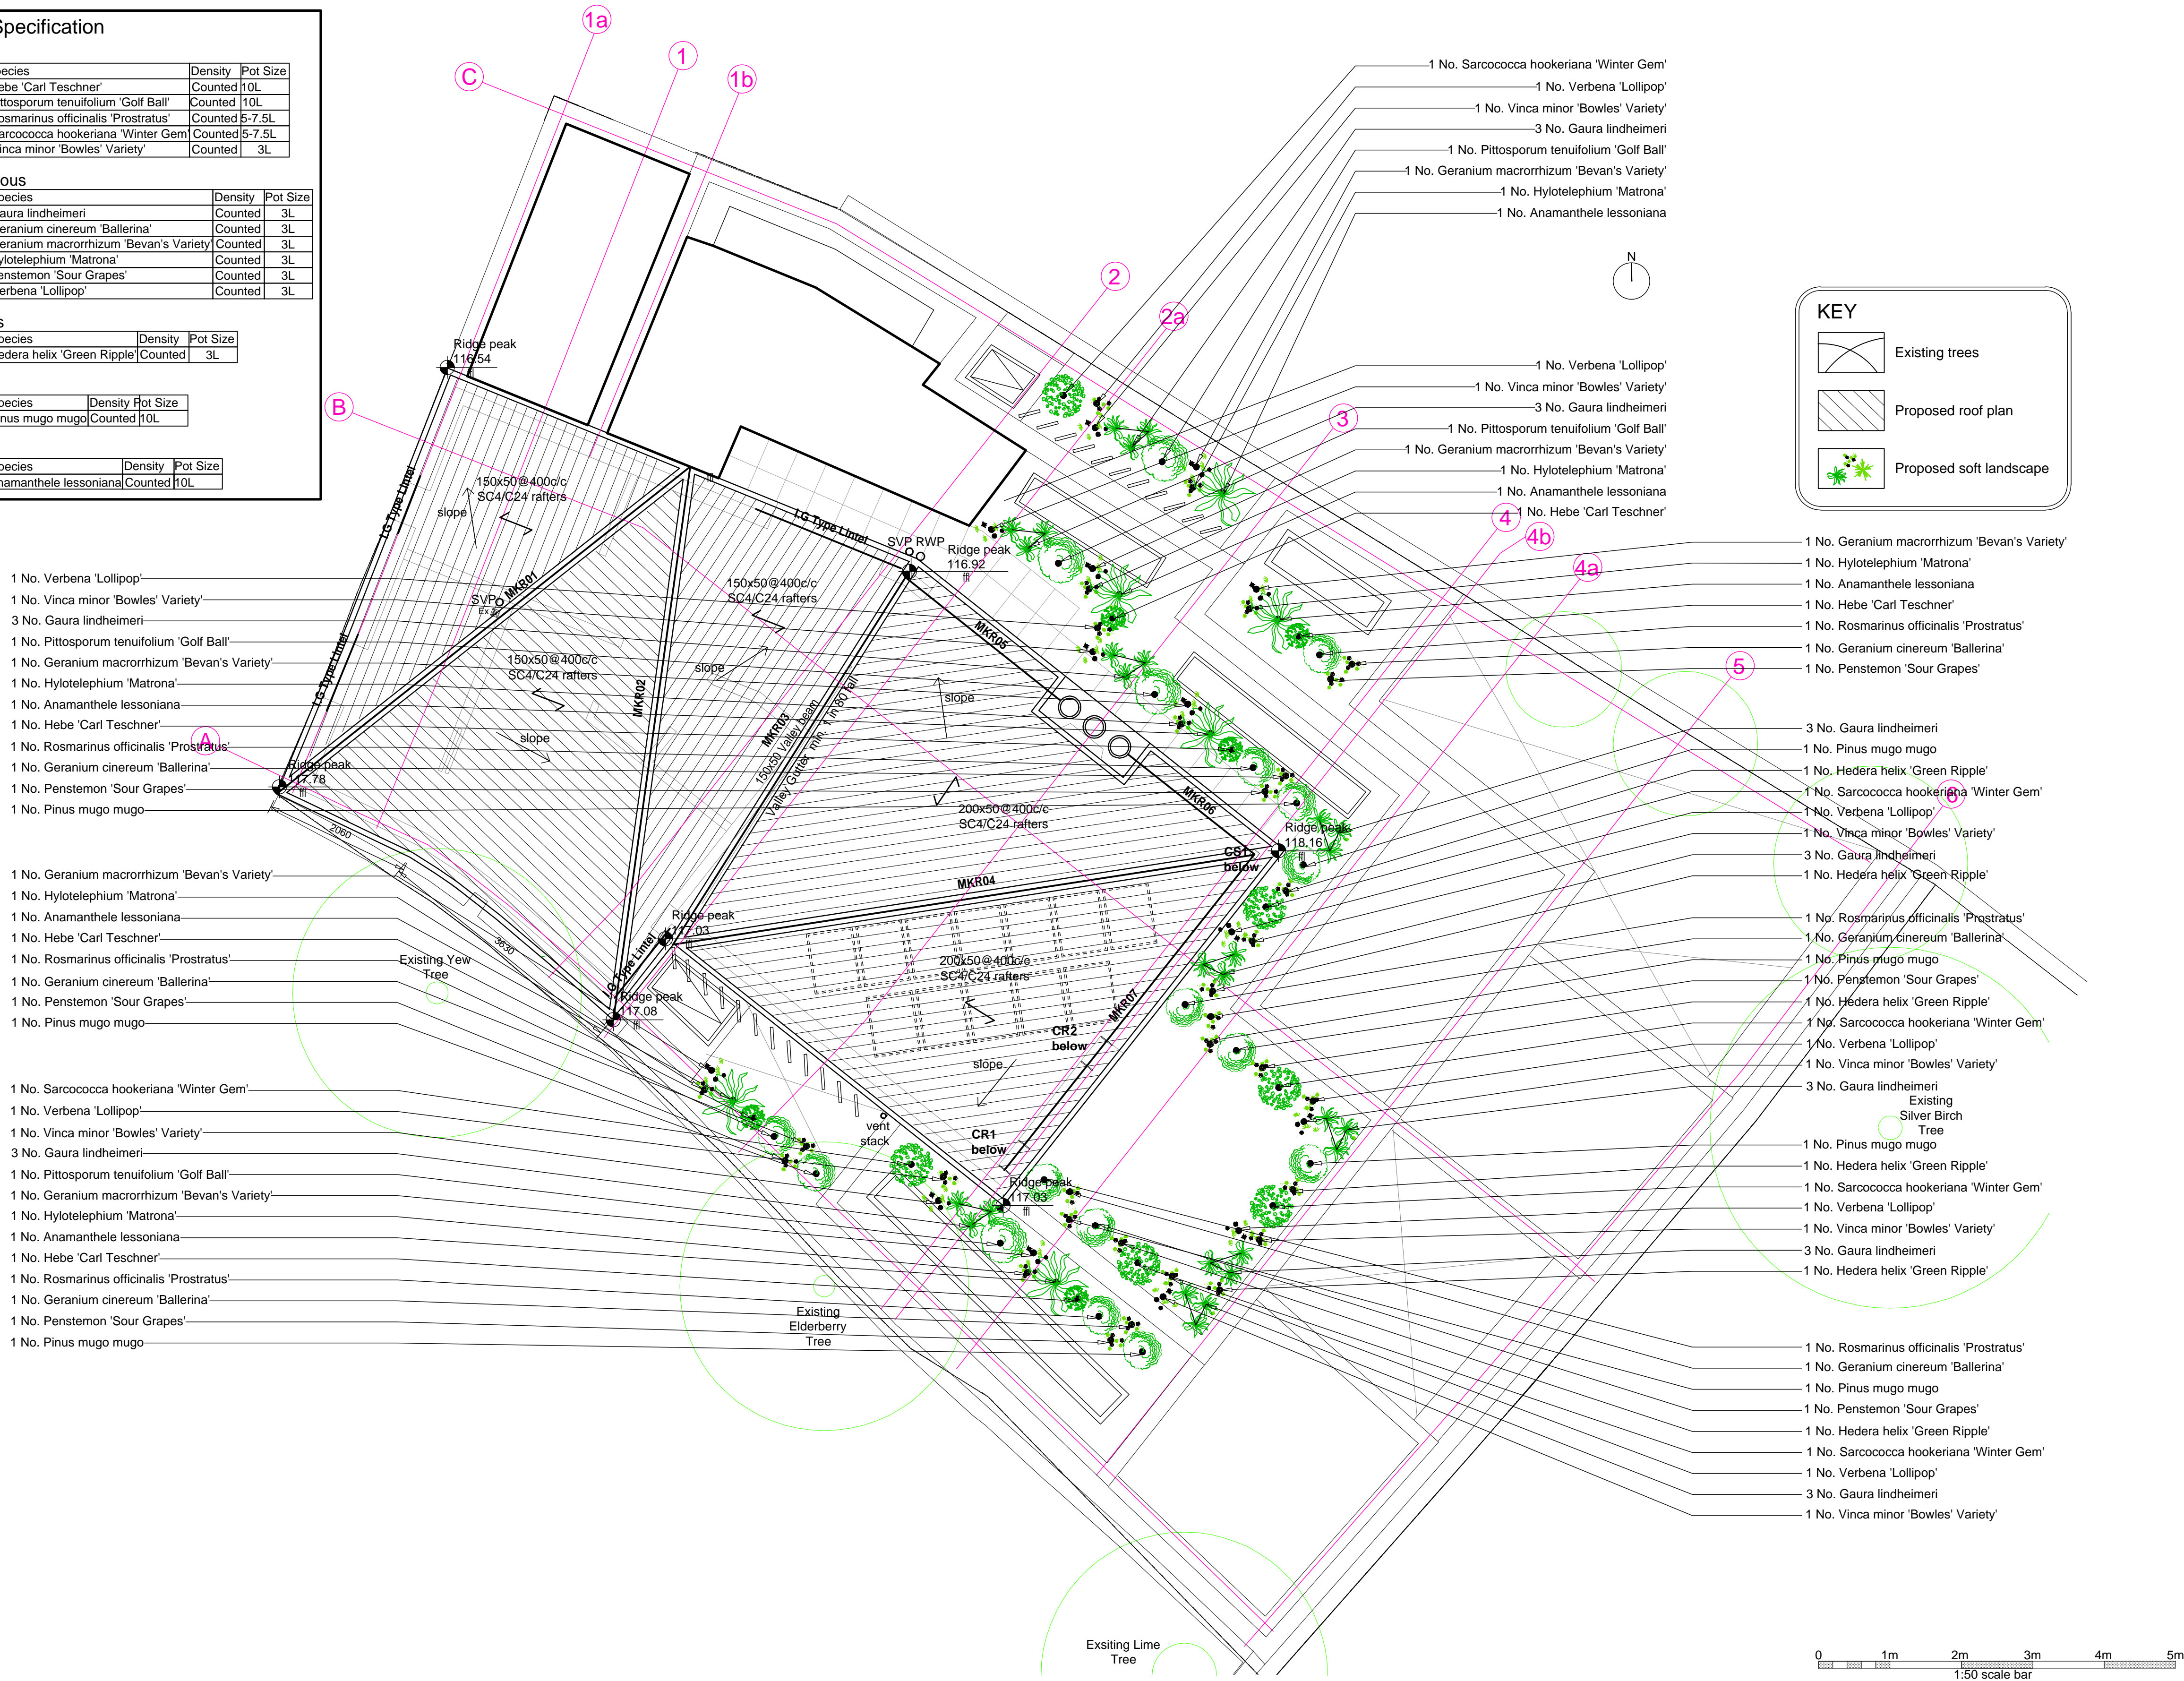 Specification
ecies Density Pot Size
ebe 'Carl Teschner' Counted 10L
ttosporum tenuifolium 'Golf Ball' Counted 10L
osmarinus officinalis 'Prostratus' Counted 5-7.5L
arcococca hookeriana 'Winter Gem' Counted 5-7.5L
inca minor 'Bowles' Variety' Counted 3L
ous
pecies Density Pot Size
aura lindheimeri Counted 3L
eranium cinereum 'Ballerina' Counted 3L
eranium macrorrhizum 'Bevan's Variety' Counted 3L
ylotelephium 'Matrona' Counted 3L
enstemon 'Sour Grapes' Counted 3L
erbena 'Lollipop' Counted 3L
s
pecies Density Pot Size
edera helix 'Green Ripple' Counted 3L
pecies Density Pot Size
inus mugo mugo Counted 10L
pecies Density Pot Size
namanthele lessoniana Counted 10L
1a
1
1b
C
B
A
2
2a
3
4
4b
4a
5
6
1 No. Sarcococca hookeriana 'Winter Gem'
1 No. Verbena 'Lollipop'
1 No. Vinca minor 'Bowles' Variety'
3 No. Gaura lindheimeri
1 No. Pittosporum tenuifolium 'Golf Ball'
1 No. Geranium macrorrhizum 'Bevan's Variety'
1 No. Hylotelephium 'Matrona'
1 No. Anamanthele lessoniana
N
KEY
Existing trees
Proposed roof plan
Proposed soft landscape
1 No. Verbena 'Lollipop'
1 No. Vinca minor 'Bowles' Variety'
3 No. Gaura lindheimeri
1 No. Pittosporum tenuifolium 'Golf Ball'
1 No. Geranium macrorrhizum 'Bevan's Variety'
1 No. Hylotelephium 'Matrona'
1 No. Anamanthele lessoniana
1 No. Hebe 'Carl Teschner'
1 No. Geranium macrorrhizum 'Bevan's Variety'
1 No. Hylotelephium 'Matrona'
1 No. Anamanthele lessoniana
1 No. Hebe 'Carl Teschner'
1 No. Rosmarinus officinalis 'Prostratus'
1 No. Geranium cinereum 'Ballerina'
1 No. Penstemon 'Sour Grapes'
3 No. Gaura lindheimeri
1 No. Pinus mugo mugo
1 No. Hedera helix 'Green Ripple'
1 No. Sarcococca hookeriana 'Winter Gem'
1 No. Verbena 'Lollipop'
1 No. Vinca minor 'Bowles' Variety'
3 No. Gaura lindheimeri
1 No. Hedera helix 'Green Ripple'
1 No. Rosmarinus officinalis 'Prostratus'
1 No. Geranium cinereum 'Ballerina'
1 No. Pinus mugo mugo
1 No. Penstemon 'Sour Grapes'
1 No. Hedera helix 'Green Ripple'
1 No. Sarcococca hookeriana 'Winter Gem'
1 No. Verbena 'Lollipop'
1 No. Vinca minor 'Bowles' Variety'
3 No. Gaura lindheimeri
Existing
Silver Birch
Tree
1 No. Pinus mugo mugo
1 No. Hedera helix 'Green Ripple'
1 No. Sarcococca hookeriana 'Winter Gem'
1 No. Verbena 'Lollipop'
1 No. Vinca minor 'Bowles' Variety'
3 No. Gaura lindheimeri
1 No. Hedera helix 'Green Ripple'
1 No. Rosmarinus officinalis 'Prostratus'
1 No. Geranium cinereum 'Ballerina'
1 No. Pinus mugo mugo
1 No. Penstemon 'Sour Grapes'
1 No. Hedera helix 'Green Ripple'
1 No. Sarcococca hookeriana 'Winter Gem'
1 No. Verbena 'Lollipop'
3 No. Gaura lindheimeri
1 No. Vinca minor 'Bowles' Variety'
1 No. Verbena 'Lollipop'
1 No. Vinca minor 'Bowles' Variety'
3 No. Gaura lindheimeri
1 No. Pittosporum tenuifolium 'Golf Ball'
1 No. Geranium macrorrhizum 'Bevan's Variety'
1 No. Hylotelephium 'Matrona'
1 No. Anamanthele lessoniana
1 No. Hebe 'Carl Teschner'
1 No. Rosmarinus officinalis 'Prostratus'
1 No. Geranium cinereum 'Ballerina'
1 No. Penstemon 'Sour Grapes'
1 No. Pinus mugo mugo
1 No. Geranium macrorrhizum 'Bevan's Variety'
1 No. Hylotelephium 'Matrona'
1 No. Anamanthele lessoniana
1 No. Hebe 'Carl Teschner'
1 No. Rosmarinus officinalis 'Prostratus'
1 No. Geranium cinereum 'Ballerina'
1 No. Penstemon 'Sour Grapes'
1 No. Pinus mugo mugo
1 No. Sarcococca hookeriana 'Winter Gem'
1 No. Verbena 'Lollipop'
1 No. Vinca minor 'Bowles' Variety'
3 No. Gaura lindheimeri
1 No. Pittosporum tenuifolium 'Golf Ball'
1 No. Geranium macrorrhizum 'Bevan's Variety'
1 No. Hylotelephium 'Matrona'
1 No. Anamanthele lessoniana
1 No. Hebe 'Carl Teschner'
1 No. Rosmarinus officinalis 'Prostratus'
1 No. Geranium cinereum 'Ballerina'
1 No. Penstemon 'Sour Grapes'
1 No. Pinus mugo mugo
Ridge peak
116.54
ffl
I.G Type Lintel
150x50@400c/c
SC4/C24 rafters
slope
I.G Type Lintel
SVP RWP
Ridge peak
116.92
ffl
MKR01
SVP
Ex
150x50@400c/c
SC4/C24 rafters
150x50@400c/c
SC4/C24 rafters
I.G Type Lintel
MKR02
slope
slope
MKR03
150x50 Valley beam
Valley Gutter min. 1 in 80 fall
MKR05
slope
MKR06
200x50@400c/c
SC4/C24 rafters
Ridge peak
117.78
ffl
2060
3630
Ridge peak
118.16
ffl
CS1
below
MKR04
Ridge peak
117.03
ffl
200x50@400c/c
SC4/C24 rafters
I.G Type Lintel
Ridge peak
117.08
ffl
MKR07
CR2
below
slope
CR1
below
vent
stack
Ridge peak
117.03
ffl
Existing Yew
Tree
Existing
Elderberry
Tree
Exsiting Lime
Tree
0 1m 2m 3m 4m 5m
1:50 scale bar